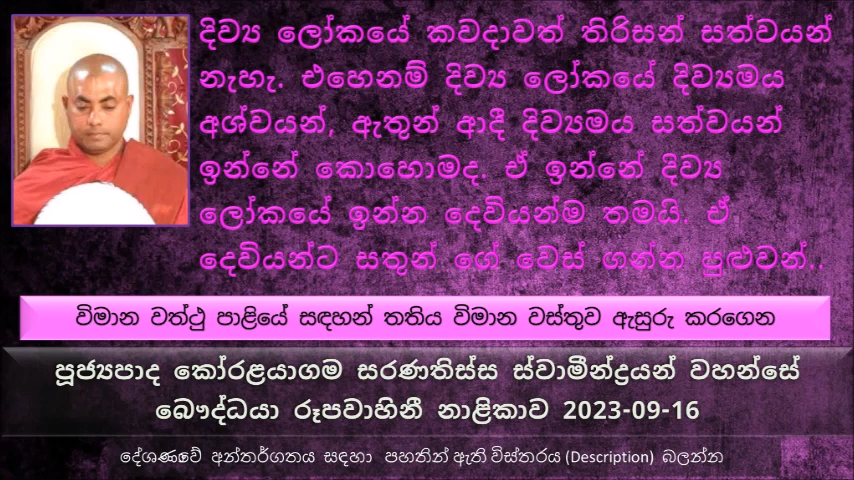 දිව්‍ය ලෝකයේ කවදාවත් තිරිසන් සත්වයන්
නැහැ. එහෙනම් දිව්‍ය ලෝකයේ දිව්‍යමය
අශ්වයන්, ඇතුන් ආදී දිව්‍යමය සත්වයන්
ඉන්නේ කොහොමද. ඒ ඉන්නේ දිව්‍ය
ලෝකයේ ඉන්න දෙවියන්ම තමයි. ඒ
දෙවියන්ට සතුන් ගේ වෙස් ගන්න පුළුවන්..
විමාන වත්ථු පාළියේ සඳහන් තතිය විමාන වස්තුව ඇසුරු කරගෙන
පූජ්‍යපාද කෝරළයාගම සරණතිස්ස ස්වාමීන්ද්‍රයන් වහන්සේ
බෞද්ධයා රූපවාහිනී නාළිකාව 2023-09-16
දේශණාවේ අන්තර්ගතය සඳහා පහතින් ඇති විස්තරය (Description) බලන්න